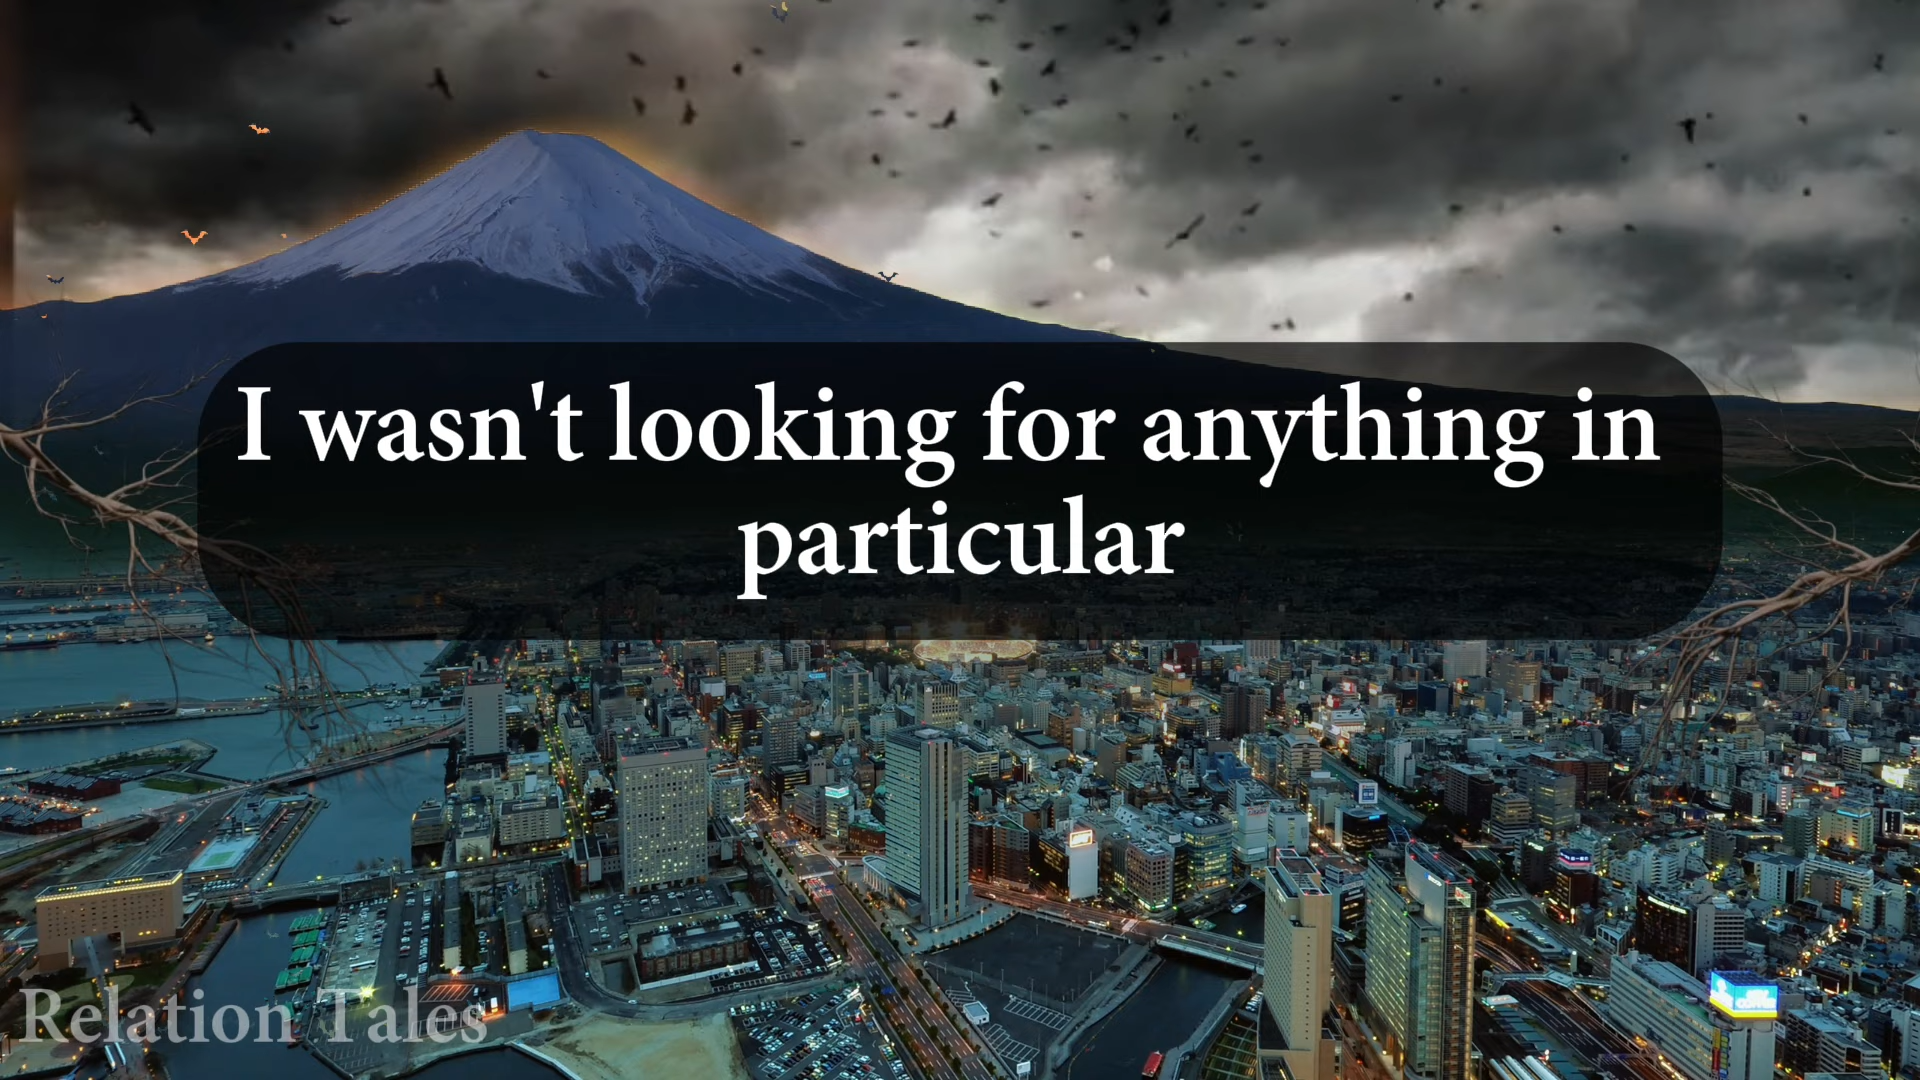 I wasn't looking for anything in
particular
Relation Tales